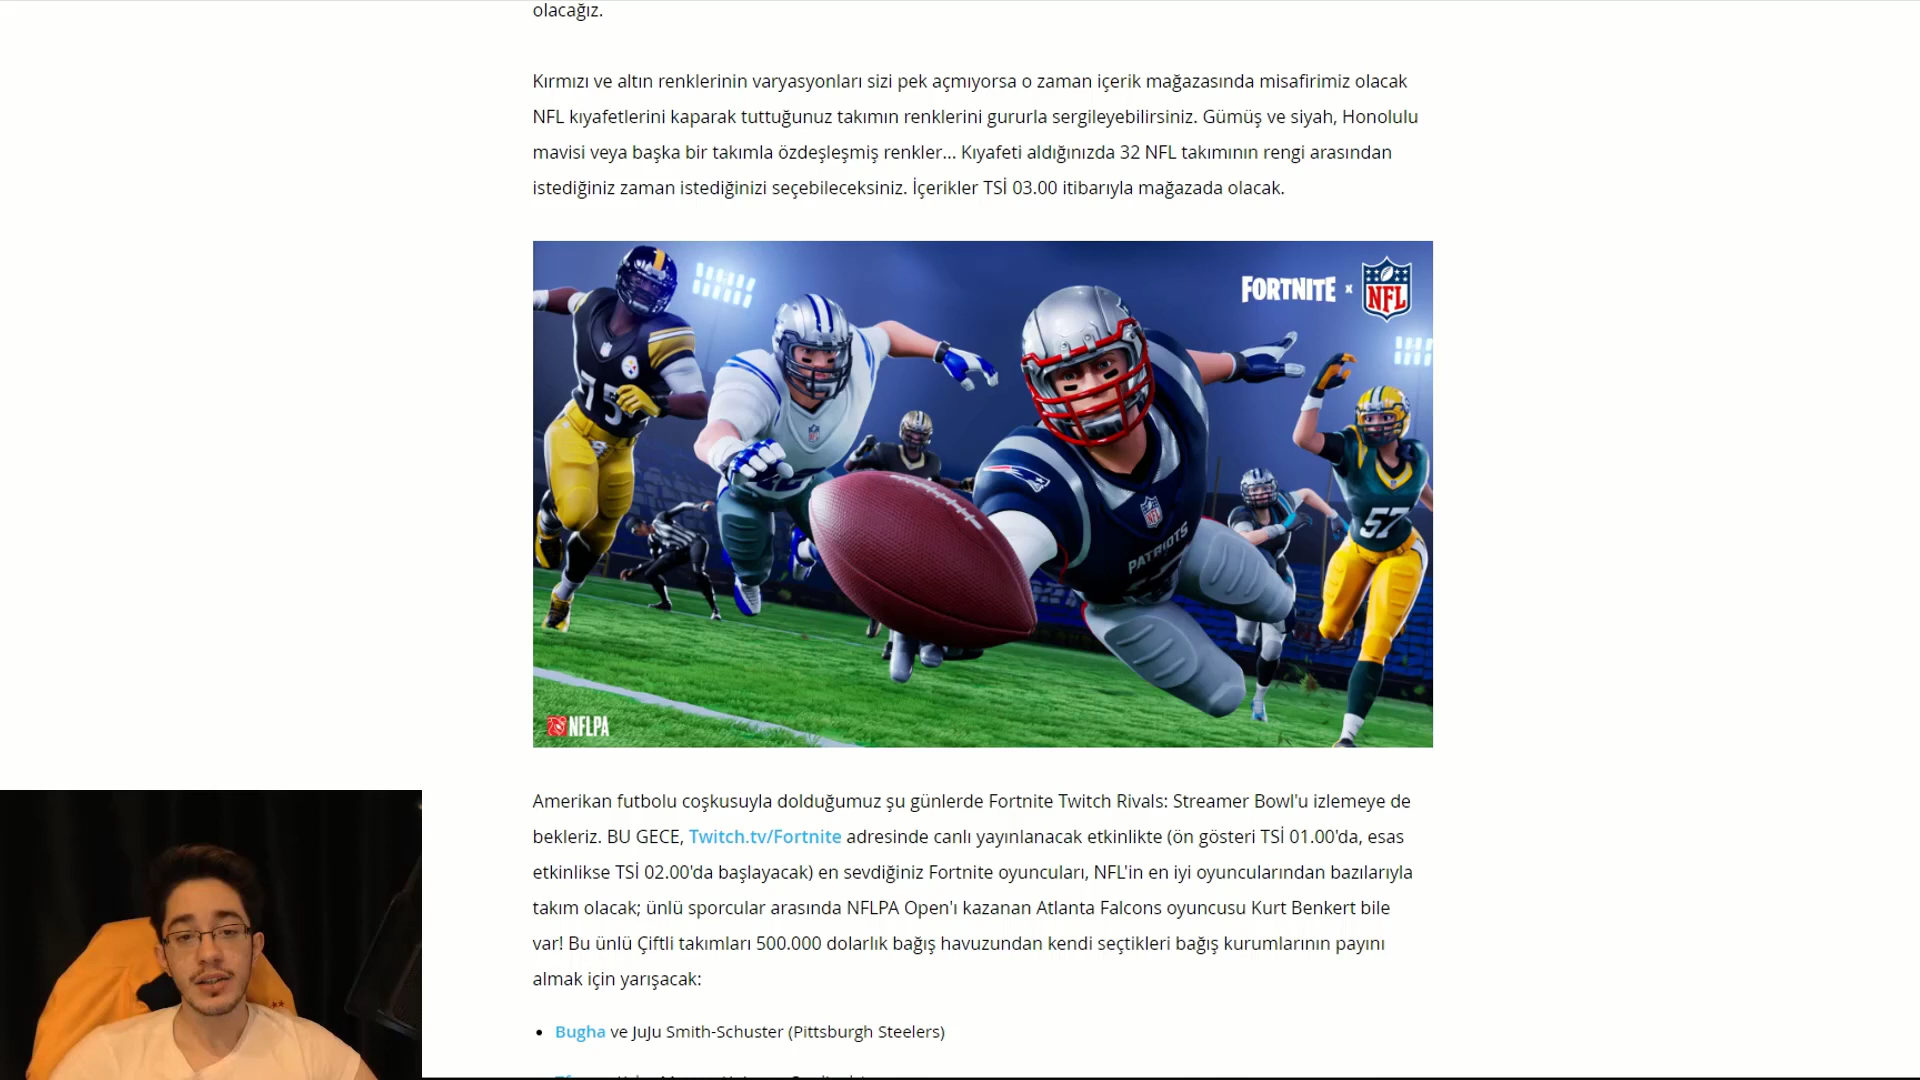 olacağız.
Kırmızı ve altın renklerinin varyasyonları sizi pek açmıyorsa o zaman içerik mağazasında misafirimiz olacak
NFL kıyafetlerini kaparak tuttuğunuz takımın renklerini gururla sergileyebilirsiniz. Gümüş ve siyah, Honolulu
mavisi veya başka bir takımla özdeşleşmiş renkler... Kıyafeti aldığınızda 32 NFL takımının rengi arasından
istediğiniz zaman istediğinizi seçebileceksiniz. İçerikler TSİ 03.00 itibarıyla mağazada olacak.
FORTNITE x NFL
75
Steelers
NFL
PATRIOTS
57
NFLPA
Amerikan futbolu coşkusuyla dolduğumuz şu günlerde Fortnite Twitch Rivals: Streamer Bowl'u izlemeye de
bekleriz. BU GECE, Twitch.tv/Fortnite adresinde canlı yayınlanacak etkinlikte (ön gösteri TSİ 01.00'da, esas
etkinlikse TSİ 02.00'da başlayacak) en sevdiğiniz Fortnite oyuncuları, NFL'in en iyi oyuncularından bazılarıyla
takım olacak; ünlü sporcular arasında NFLPA Open'ı kazanan Atlanta Falcons oyuncusu Kurt Benkert bile
var! Bu ünlü Çiftli takımları 500.000 dolarlık bağış havuzundan kendi seçtikleri bağış kurumlarının payını
almak için yarışacak:
Bugha ve JuJu Smith-Schuster (Pittsburgh Steelers)